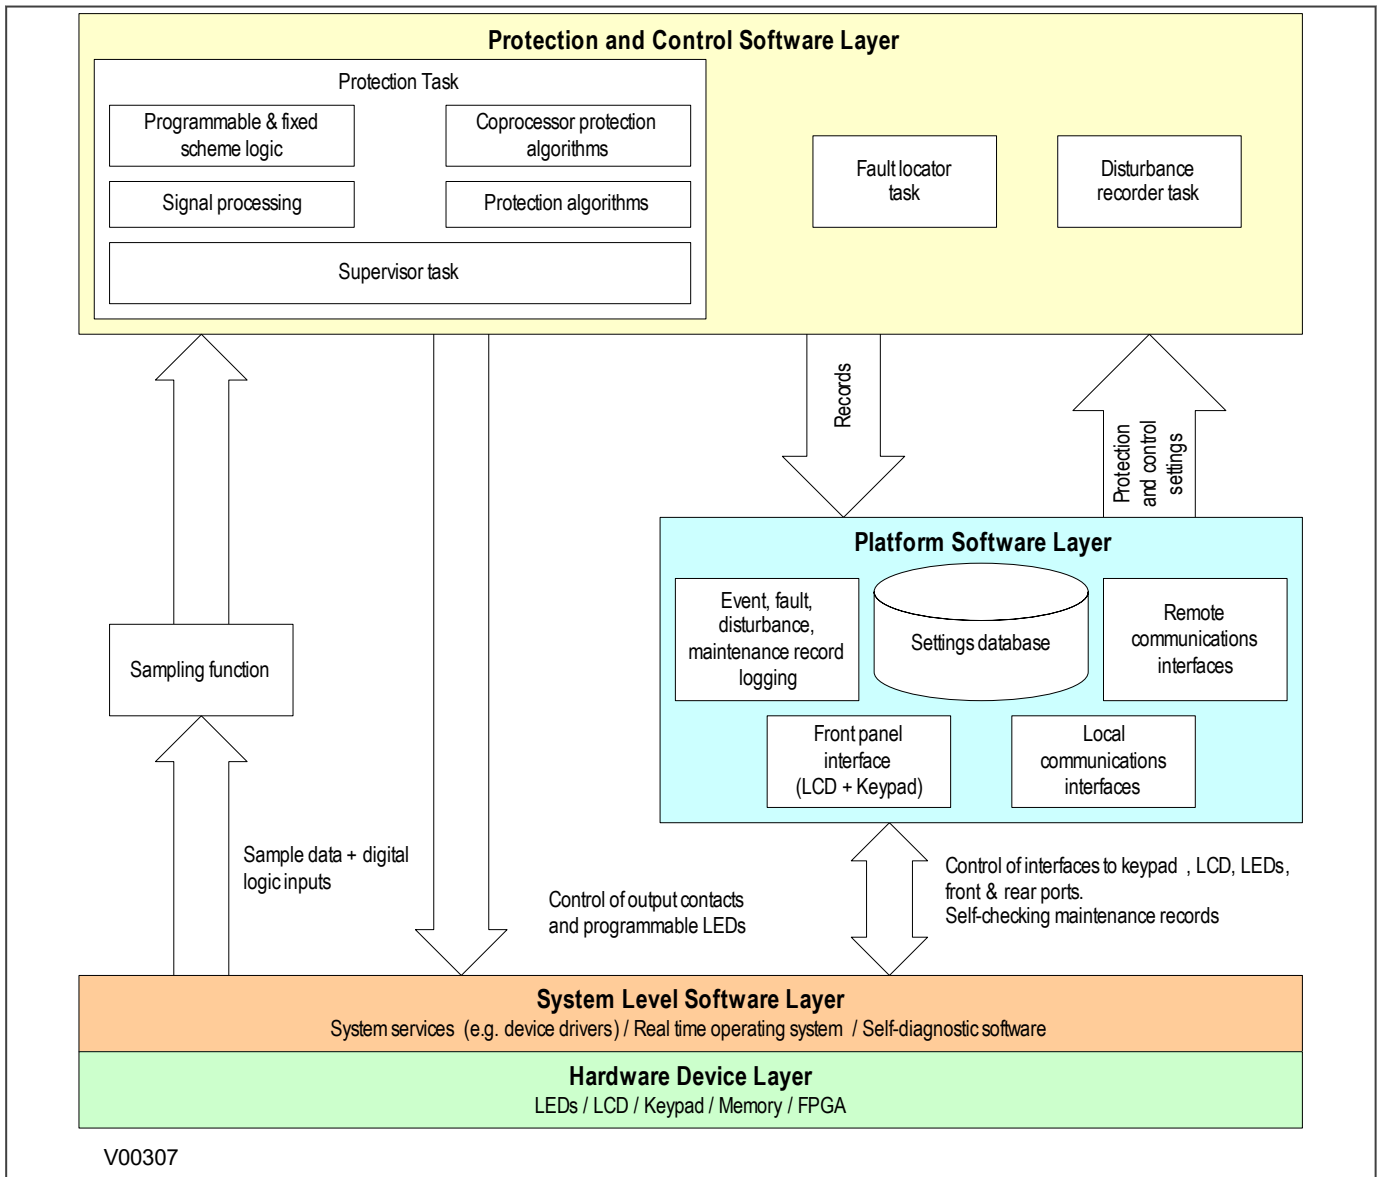 Protection and Control Software Layer
Protection Task
Programmable & fixed
scheme logic
Coprocessor protection
algorithms
Signal processing
Protection algorithms
Supervisor task
Fault locator
task
Disturbance
recorder task
Records
Protection
and control
settings
Platform Software Layer
Event, fault,
disturbance,
maintenance record
logging
Settings database
Remote
communications
interfaces
Front panel
interface
(LCD + Keypad)
Local
communications
interfaces
Sampling function
Sample data + digital
logic inputs
Control of output contacts
and programmable LEDs
Control of interfaces to keypad , LCD, LEDs,
front & rear ports.
Self-checking maintenance records
System Level Software Layer
System services (e.g. device drivers) / Real time operating system / Self-diagnostic software
Hardware Device Layer
LEDs / LCD / Keypad / Memory / FPGA
V00307